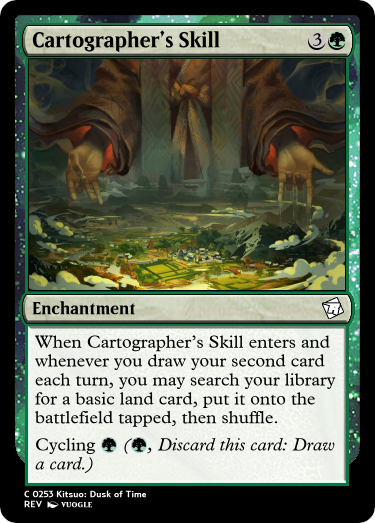 Cartographer's Skill 3
Enchantment
When Cartographer's Skill enters and
whenever you draw your second card
each turn, you may search your library
for a basic land card, put it onto the
battlefield tapped, then shuffle.
Cycling (, Discard this card: Draw
a card.)
C 0253 Kitsuo: Dusk of Time
REV YUOGLE